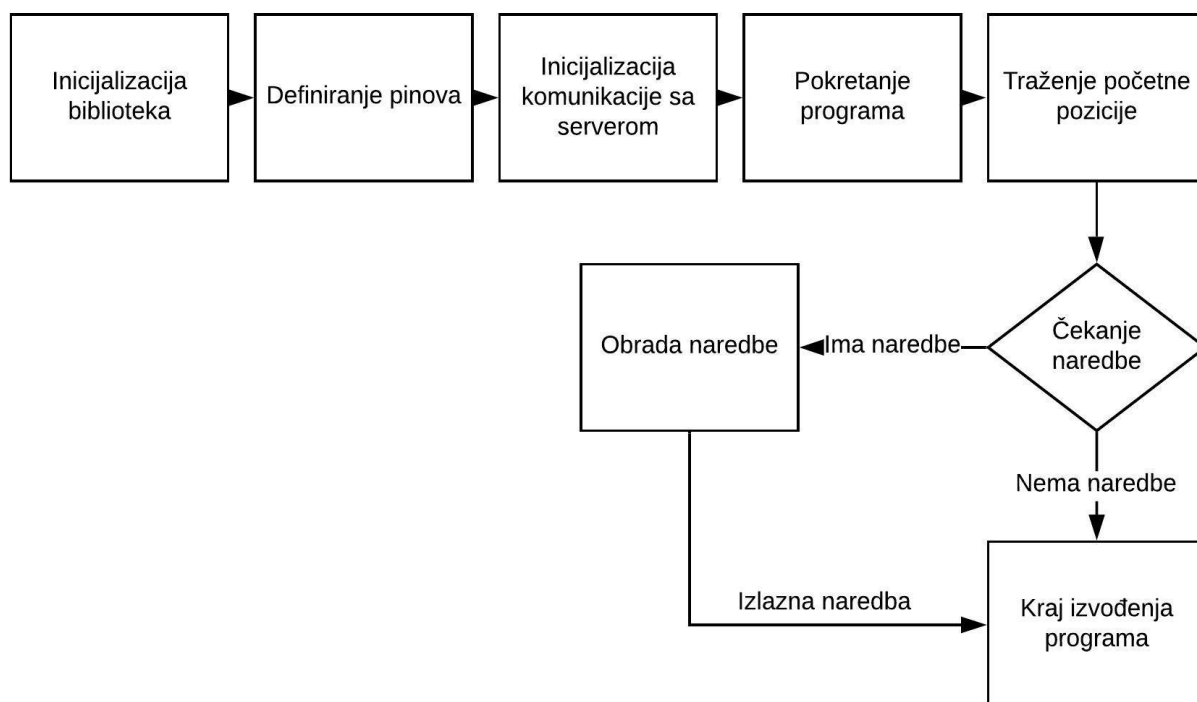 Inicijalizacija
biblioteka
Definiranje pinova
Inicijalizacija
komunikacije sa
serverom
Pokretanje
programa
Traženje početne
pozicije
Čekanje
naredbe
Ima naredbe
Obrada naredbe
Nema naredbe
Izlazna naredba
Kraj izvođenja
programa